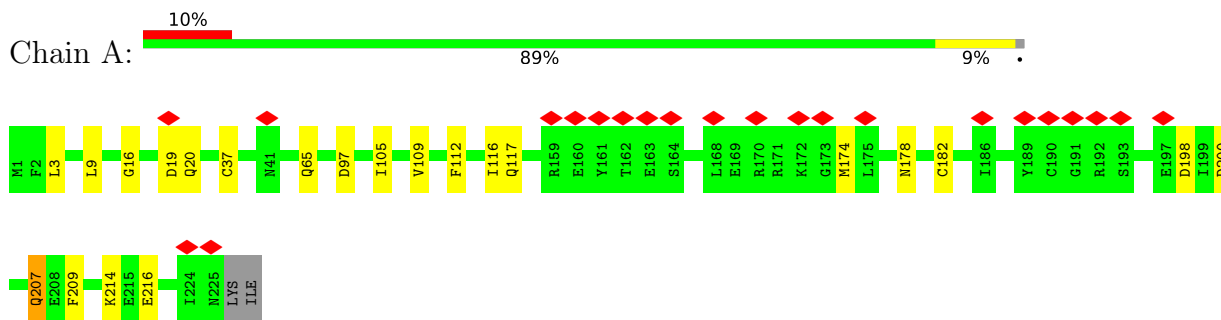 10%
Chain A:
89% 9% .
M1 F2 L3 L9 G16 D19 Q20 C37 N41 Q65 D97 I105 V109 F112 I116 Q117 R159 E160 Y161 T162 E163 S164 L168 E169 R170 R171 K172 G173 M174 L175 N178 C182 I186 Y189 C190 G191 R192 S193 E197 D198 I199
Q207 E208 F209 K214 E215 E216 I224 N225 LYS ILE